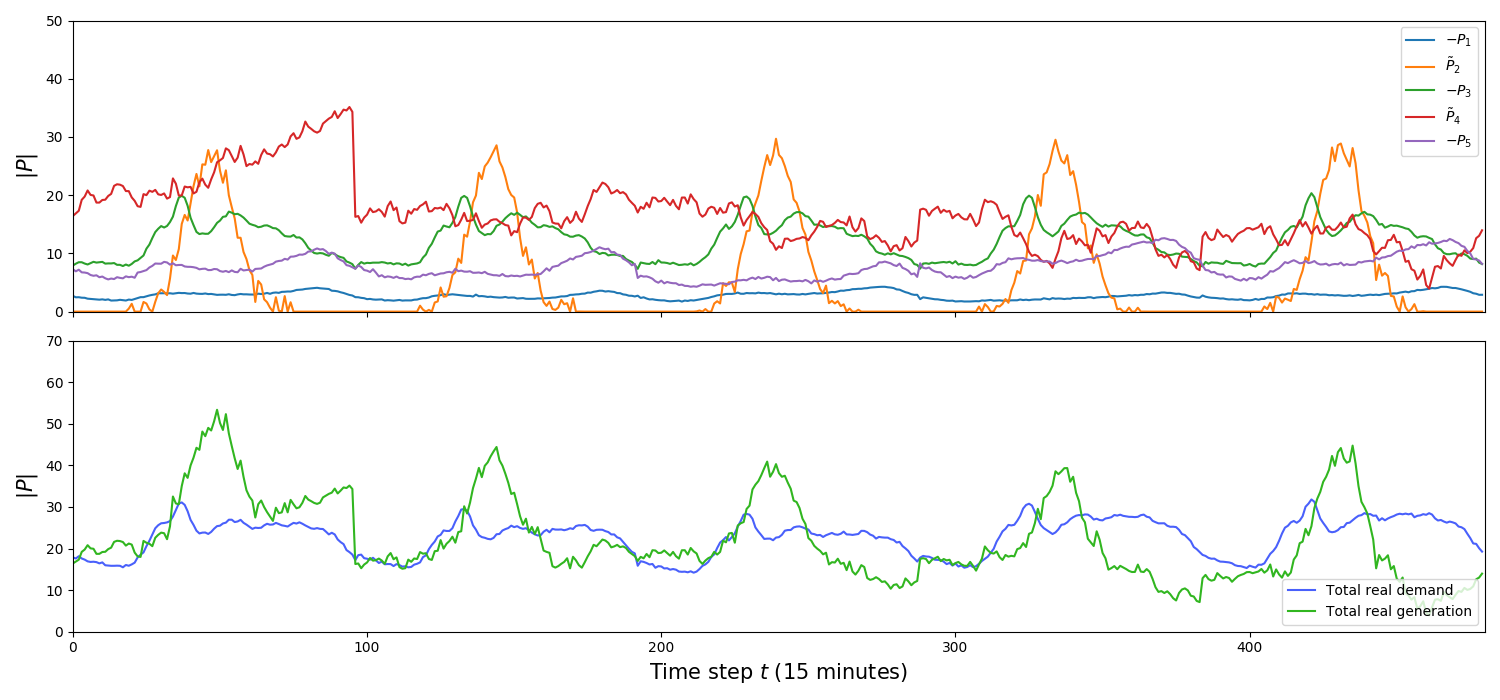 50
40
30
20
10
0
|P|
−P₁
P̃₂
−P₃
P̃₄
−P₅
70
60
50
40
30
20
10
0
|P|
Total real demand
Total real generation
0 100 200 300 400
Time step t (15 minutes)